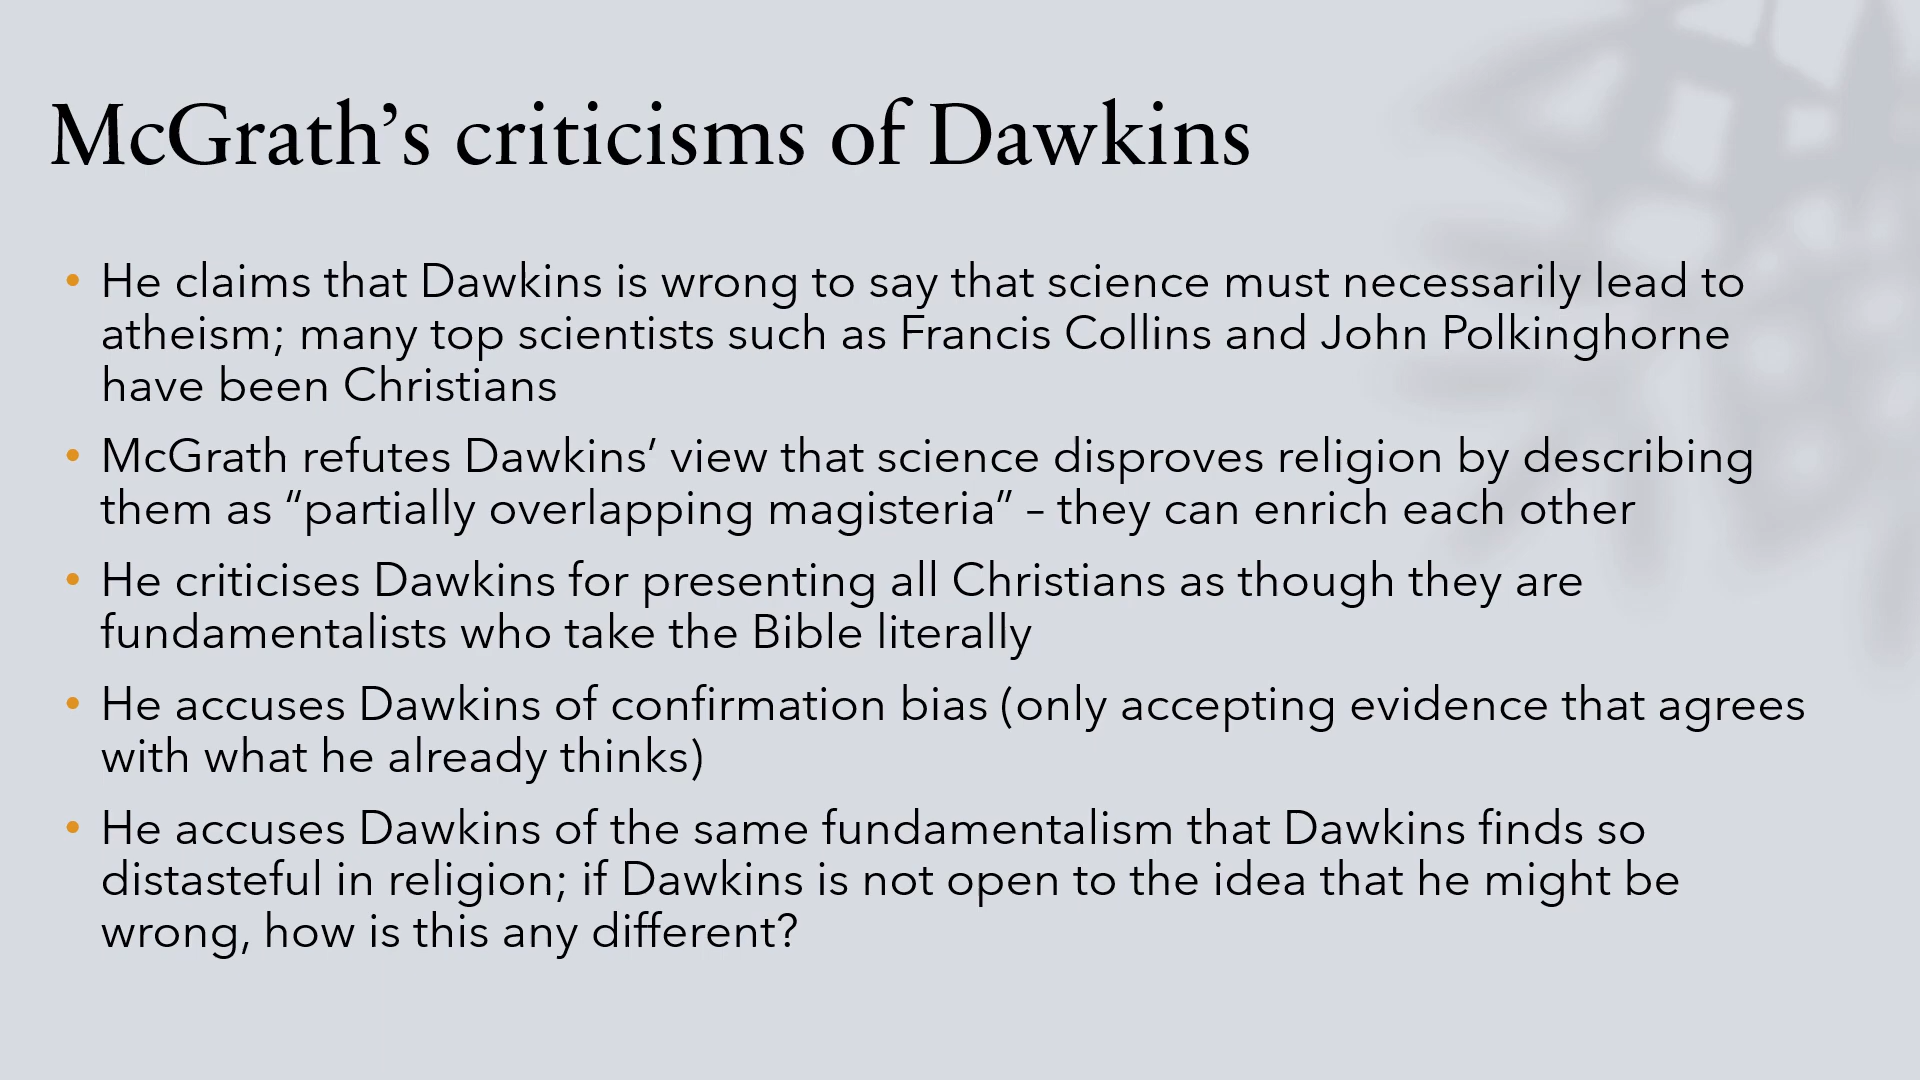 McGrath’s criticisms of Dawkins
• He claims that Dawkins is wrong to say that science must necessarily lead to
atheism; many top scientists such as Francis Collins and John Polkinghorne
have been Christians
• McGrath refutes Dawkins’ view that science disproves religion by describing
them as “partially overlapping magisteria” – they can enrich each other
• He criticises Dawkins for presenting all Christians as though they are
fundamentalists who take the Bible literally
• He accuses Dawkins of confirmation bias (only accepting evidence that agrees
with what he already thinks)
• He accuses Dawkins of the same fundamentalism that Dawkins finds so
distasteful in religion; if Dawkins is not open to the idea that he might be
wrong, how is this any different?